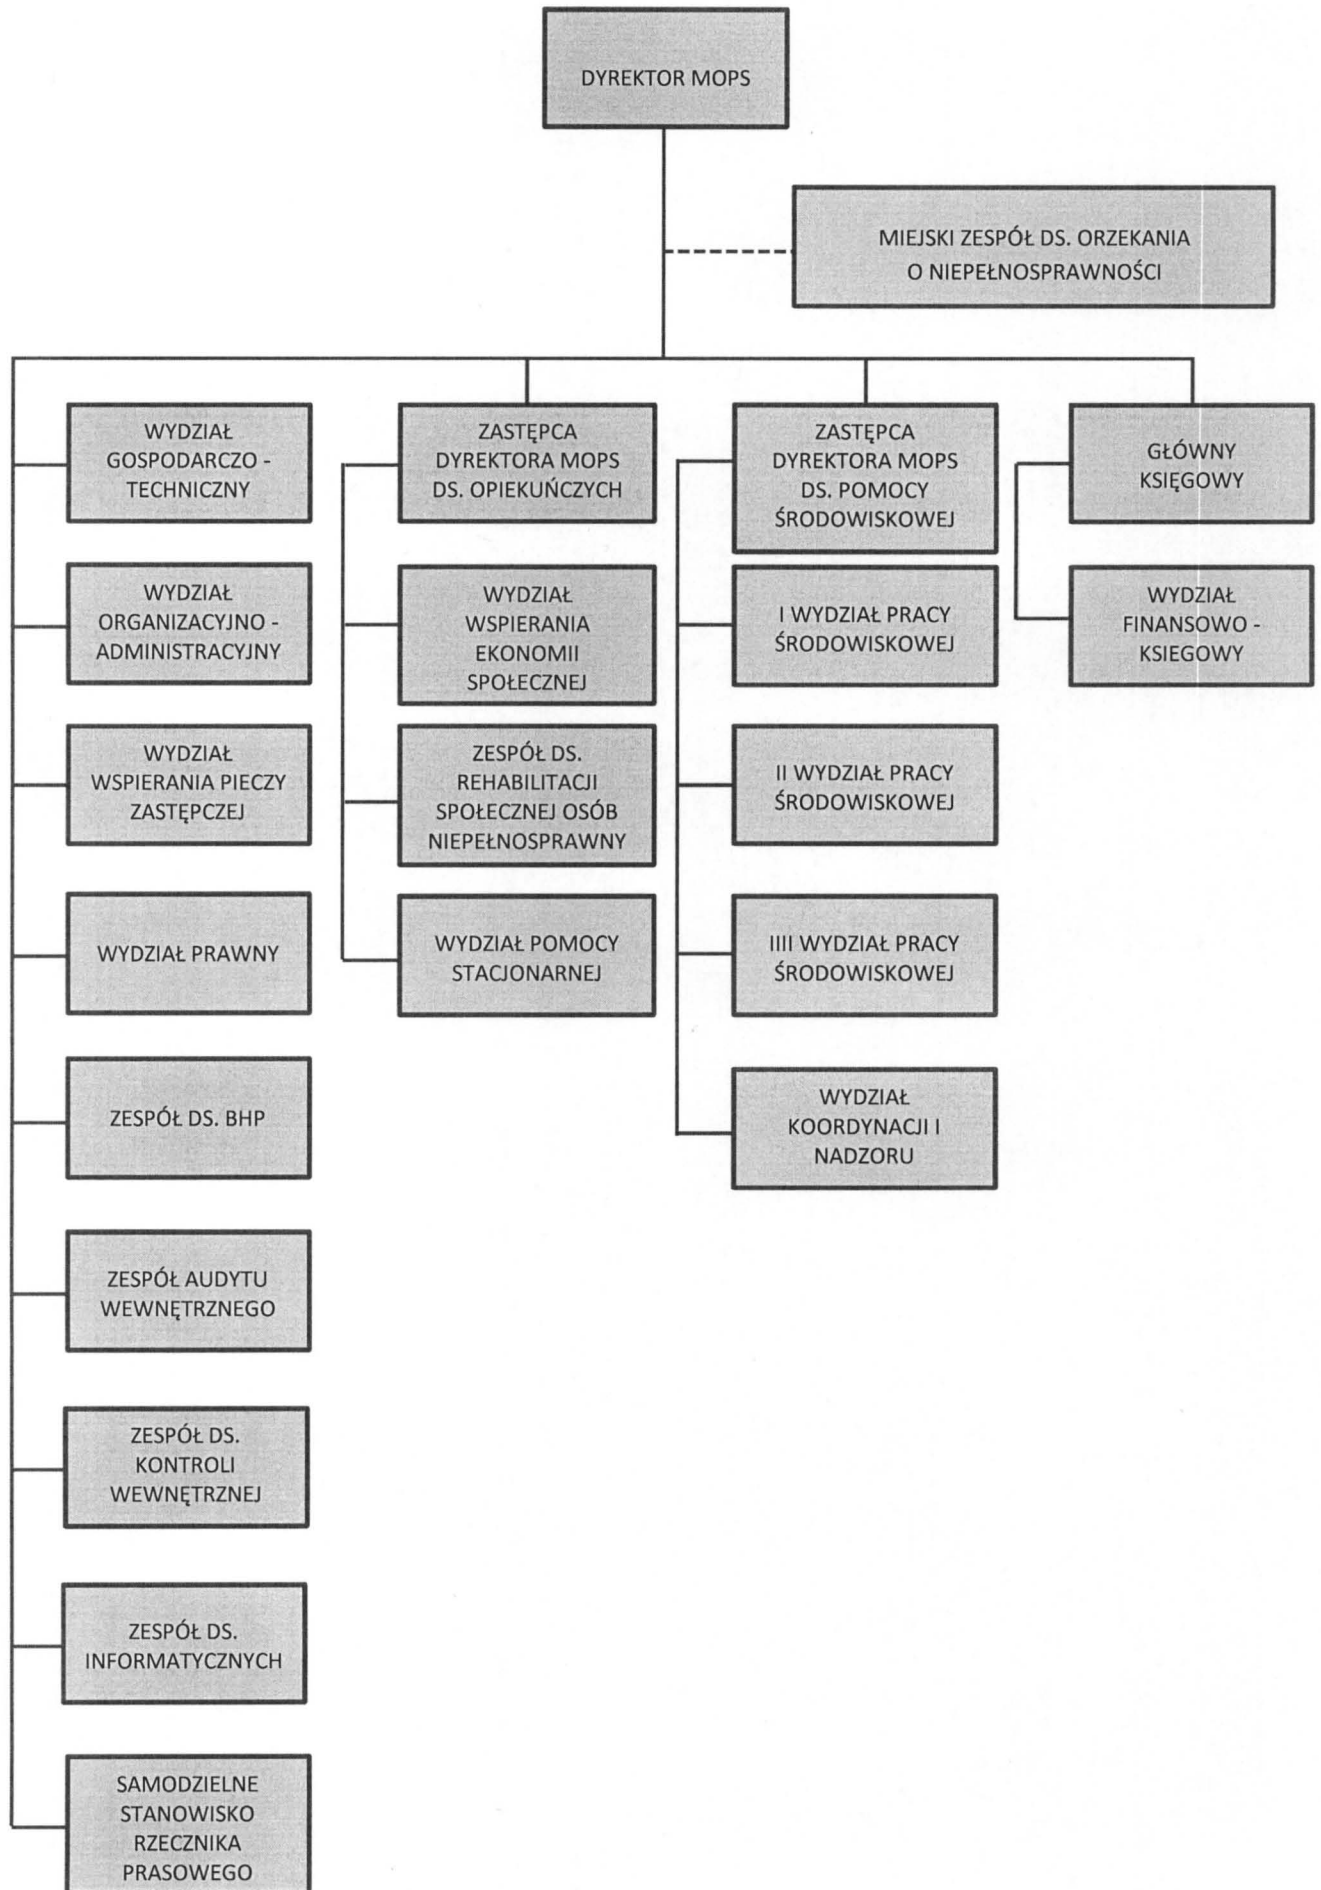 DYREKTOR MOPS
MIEJSKI ZESPÓŁ DS. ORZEKANIA
O NIEPEŁNOSPRAWNOŚCI
WYDZIAŁ
GOSPODARCZO -
TECHNICZNY
WYDZIAŁ
ORGANIZACYJNO -
ADMINISTRACYJNY
WYDZIAŁ
WSPIERANIA PIECZY
ZASTĘPCZEJ
WYDZIAŁ PRAWNY
ZESPÓŁ DS. BHP
ZESPÓŁ AUDYTU
WEWNĘTRZNEGO
ZESPÓŁ DS.
KONTROLI
WEWNĘTRZNEJ
ZESPÓŁ DS.
INFORMATYCZNYCH
SAMODZIELNE
STANOWISKO
RZECZNIKA
PRASOWEGO
ZASTĘPCA
DYREKTORA MOPS
DS. OPIEKUŃCZYCH
WYDZIAŁ
WSPIERANIA
EKONOMII
SPOŁECZNEJ
ZESPÓŁ DS.
REHABILITACJI
SPOŁECZNEJ OSÓB
NIEPEŁNOSPRAWNY
WYDZIAŁ POMOCY
STACJONARNEJ
ZASTĘPCA
DYREKTORA MOPS
DS. POMOCY
ŚRODOWISKOWEJ
I WYDZIAŁ PRACY
ŚRODOWISKOWEJ
II WYDZIAŁ PRACY
ŚRODOWISKOWEJ
IIII WYDZIAŁ PRACY
ŚRODOWISKOWEJ
WYDZIAŁ
KOORDYNACJI I
NADZORU
GŁÓWNY
KSIĘGOWY
WYDZIAŁ
FINANSOWO -
KSIEGOWY